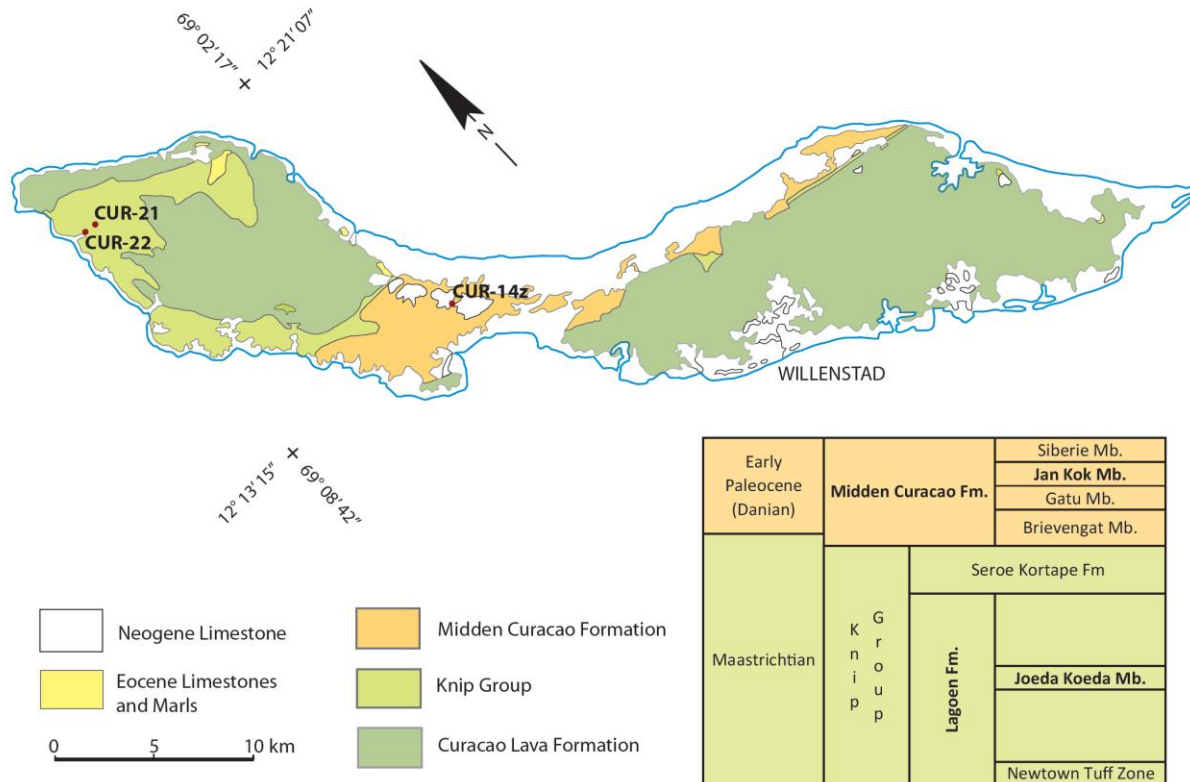 69° 02' 17"
12° 21' 07"
N
CUR-21
CUR-22
CUR-14z
WILLENSTAD
12° 13' 15"
69° 08' 42"
Neogene Limestone
Eocene Limestones
and Marls
0 5 10 km
Midden Curacao Formation
Knip Group
Curacao Lava Formation
Early
Paleocene
(Danian)
Midden Curacao Fm.
Siberie Mb.
Jan Kok Mb.
Gatu Mb.
Brievengat Mb.
Maastrichtian
Knip
Group
Seroe Kortape Fm
Lagoen Fm.
Joeda Koeda Mb.
Newtown Tuff Zone